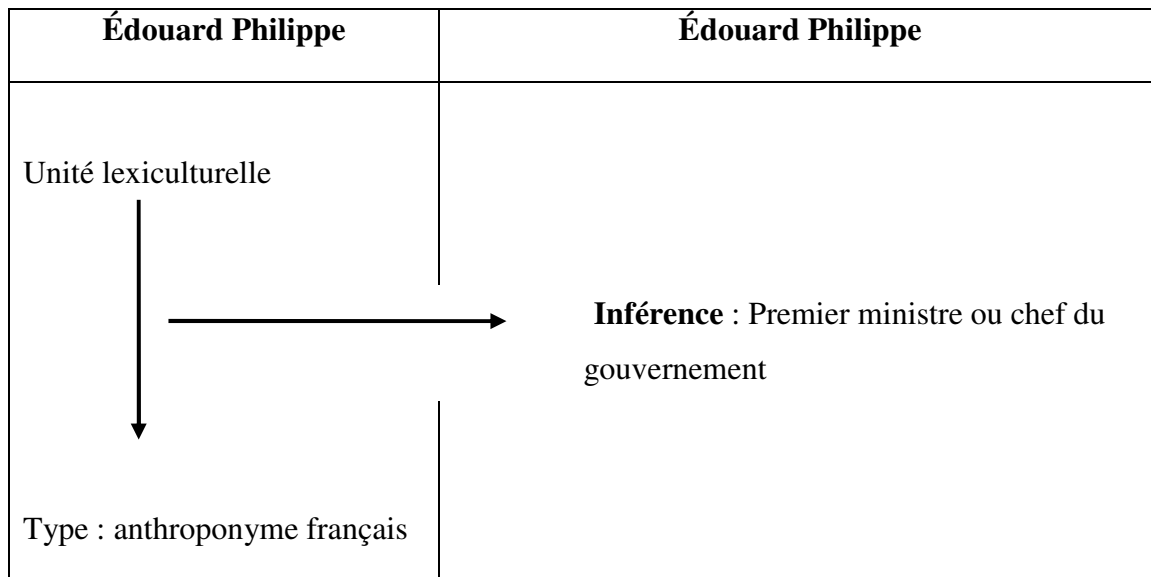 Édouard Philippe
Édouard Philippe
Unité lexiculturelle
Inférence : Premier ministre ou chef du
gouvernement
Type : anthroponyme français